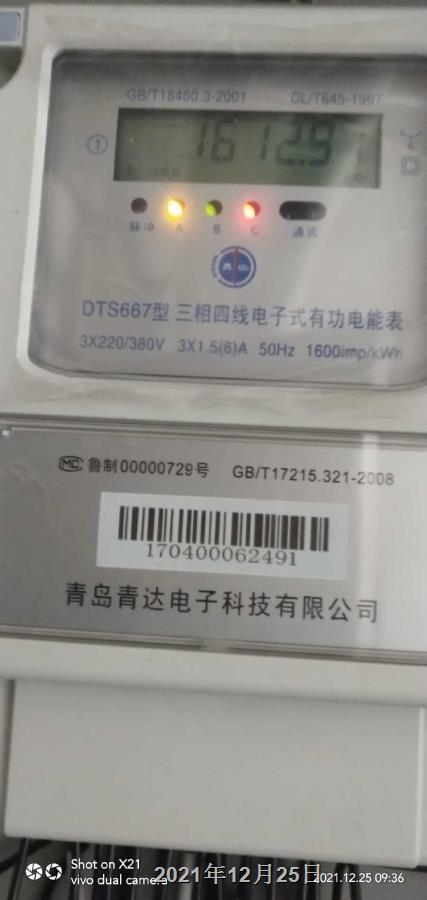 GB/T18460.3-2001 DL/T645-1997
1
1612.9
脉冲 A B C 通讯
DTS667型 三相四线电子式有功电能表
3X220/380V 3X1.5(6)A 50Hz 1600imp/kWh
MC 鲁制00000729号 GB/T17215.321-2008
170400062491
青岛青达电子科技有限公司
Shot on X21
vivo dual camera
2021年12月25日
2021.12.25 09:36